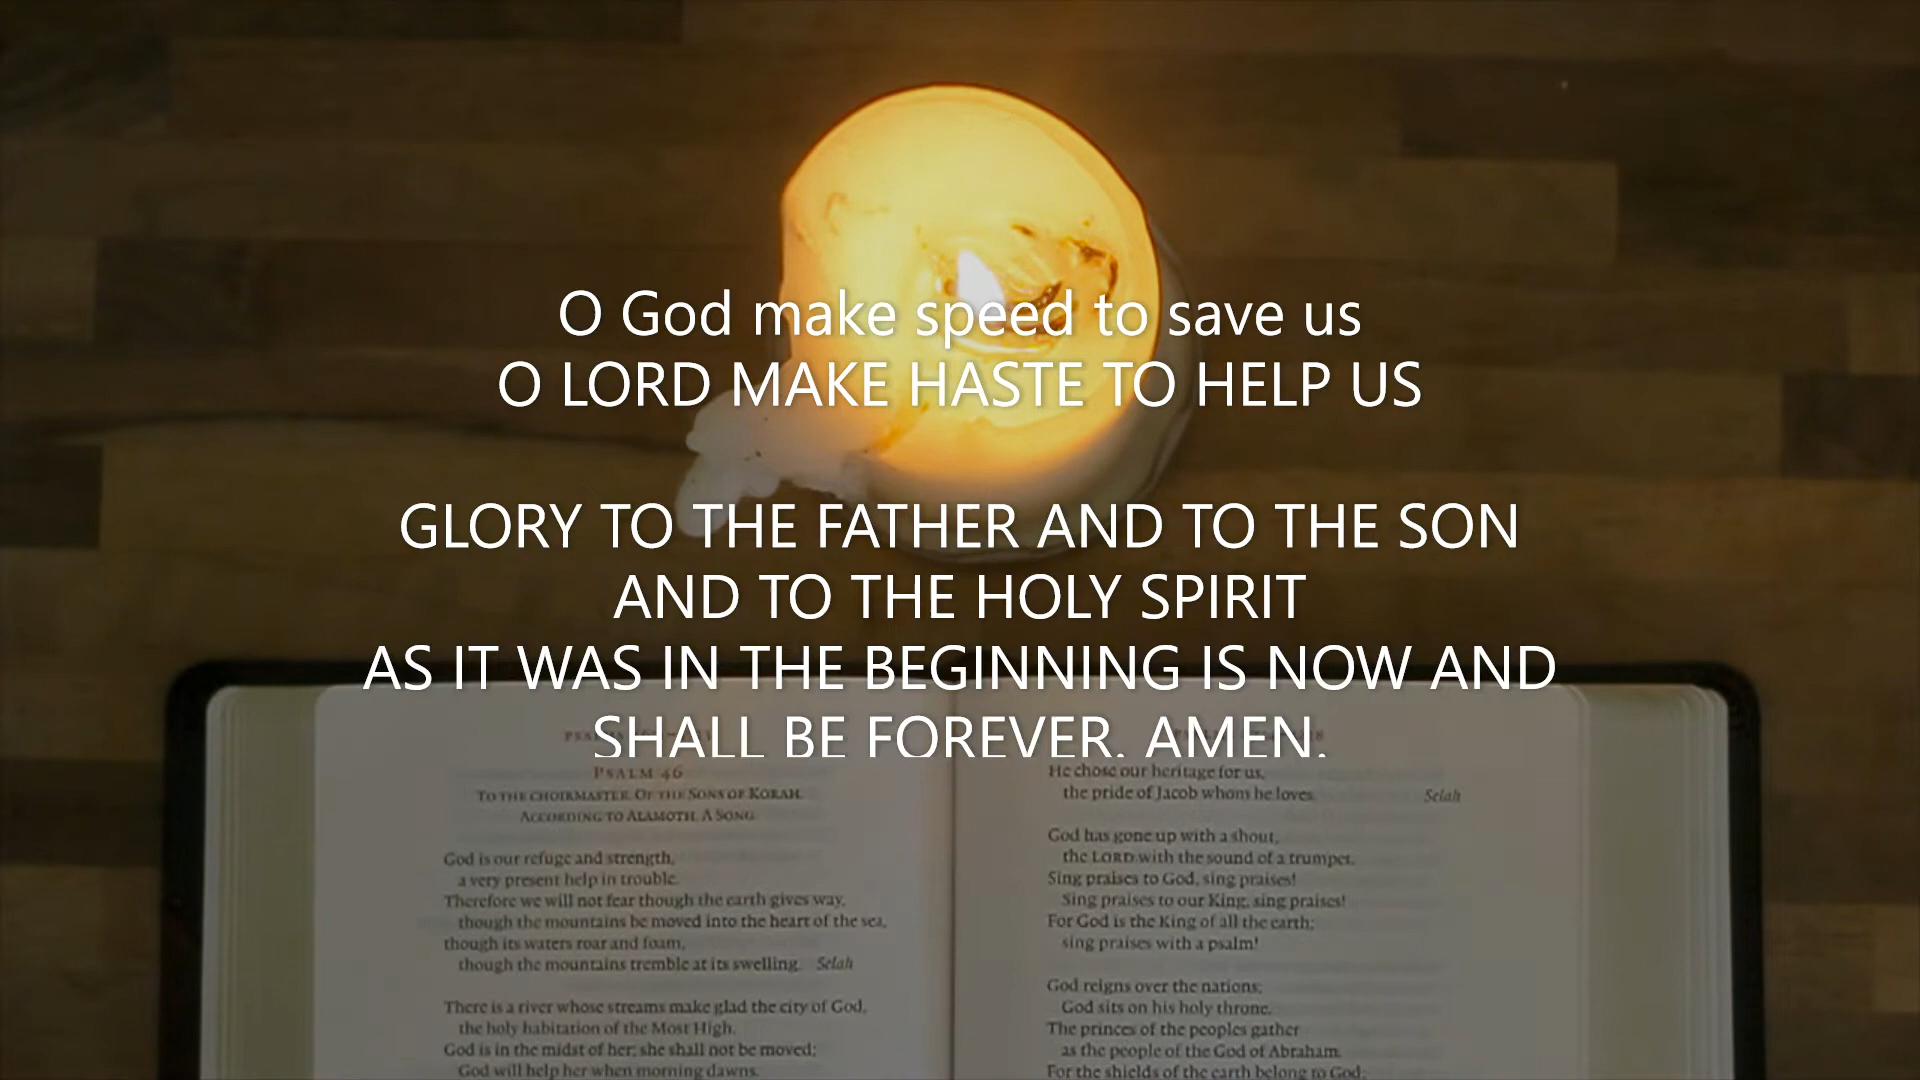 O God make speed to save us
O LORD MAKE HASTE TO HELP US
GLORY TO THE FATHER AND TO THE SON
AND TO THE HOLY SPIRIT
AS IT WAS IN THE BEGINNING IS NOW AND
SHALL BE FOREVER. AMEN.
PSALM 46
TO THE CHOIRMASTER. OF THE SONS OF KORAH.
ACCORDING TO ALAMOTH. A SONG.
God is our refuge and strength,
a very present help in trouble.
Therefore we will not fear though the earth gives way,
though the mountains be moved into the heart of the sea,
though its waters roar and foam,
though the mountains tremble at its swelling. Selah
There is a river whose streams make glad the city of God,
the holy habitation of the Most High.
God is in the midst of her; she shall not be moved;
God will help her when morning dawns.
He chose our heritage for us,
the pride of Jacob whom he loves. Selah
God has gone up with a shout,
the LORD with the sound of a trumpet.
Sing praises to God, sing praises!
Sing praises to our King, sing praises!
For God is the King of all the earth;
sing praises with a psalm!
God reigns over the nations;
God sits on his holy throne.
The princes of the peoples gather
as the people of the God of Abraham.
For the shields of the earth belong to God;